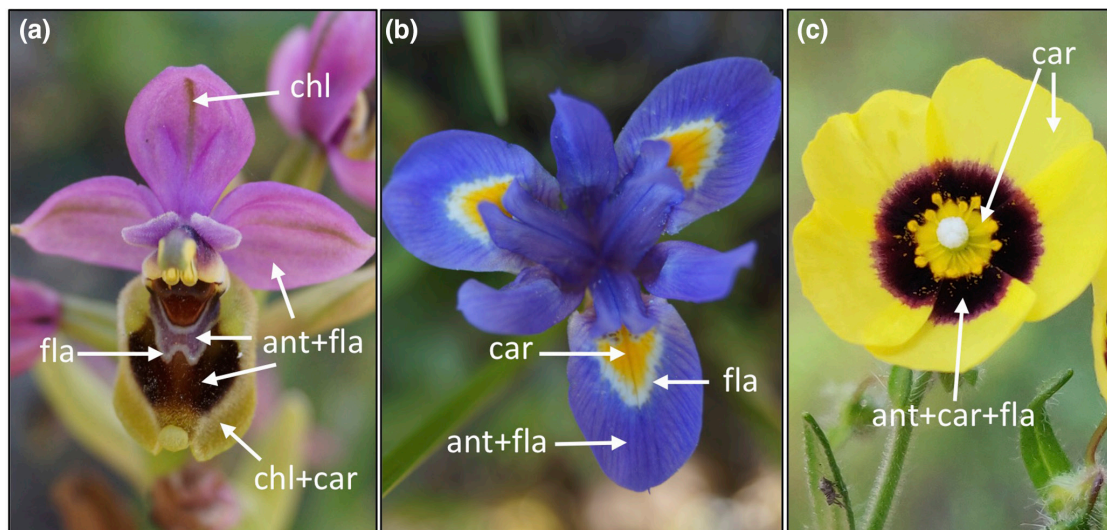 (a)
chl
fla
ant+fla
chl+car
(b)
car
fla
ant+fla
(c)
car
ant+car+fla